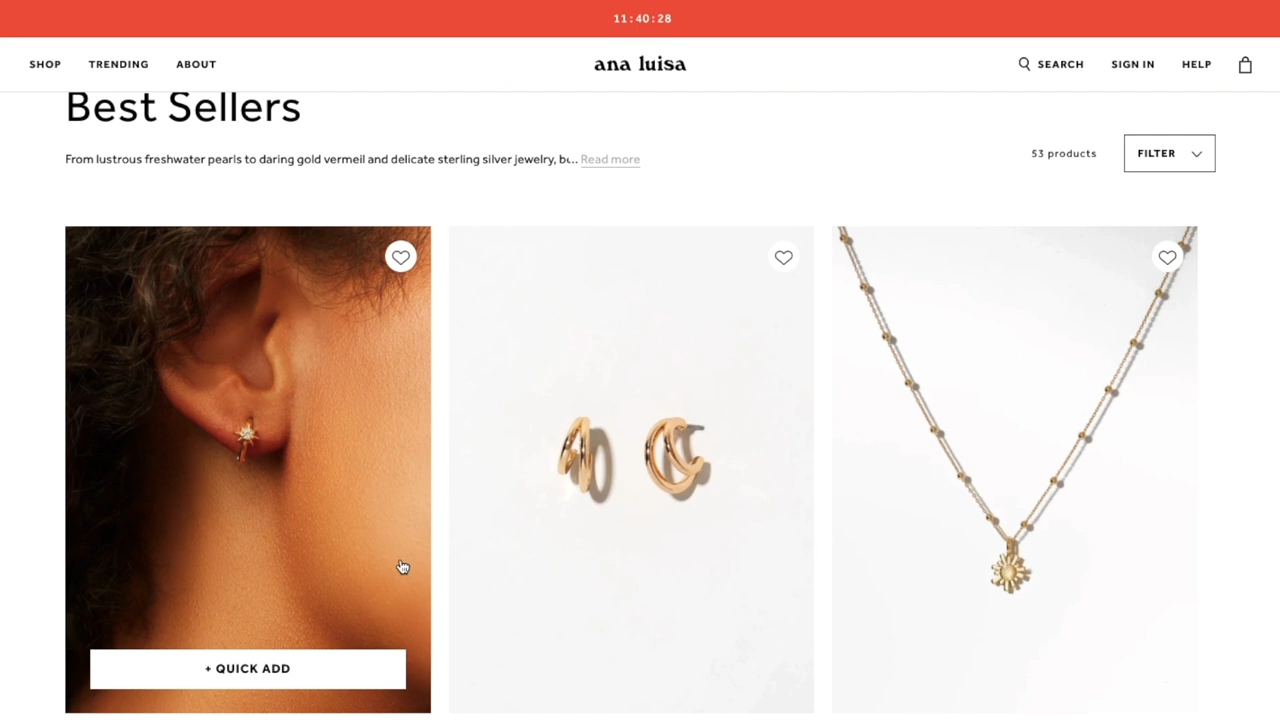 11:40:28
SHOP TRENDING ABOUT ana luisa SEARCH SIGN IN HELP
Best Sellers
From lustrous freshwater pearls to daring gold vermeil and delicate sterling silver jewelry, bu... Read more
53 products FILTER
+ QUICK ADD